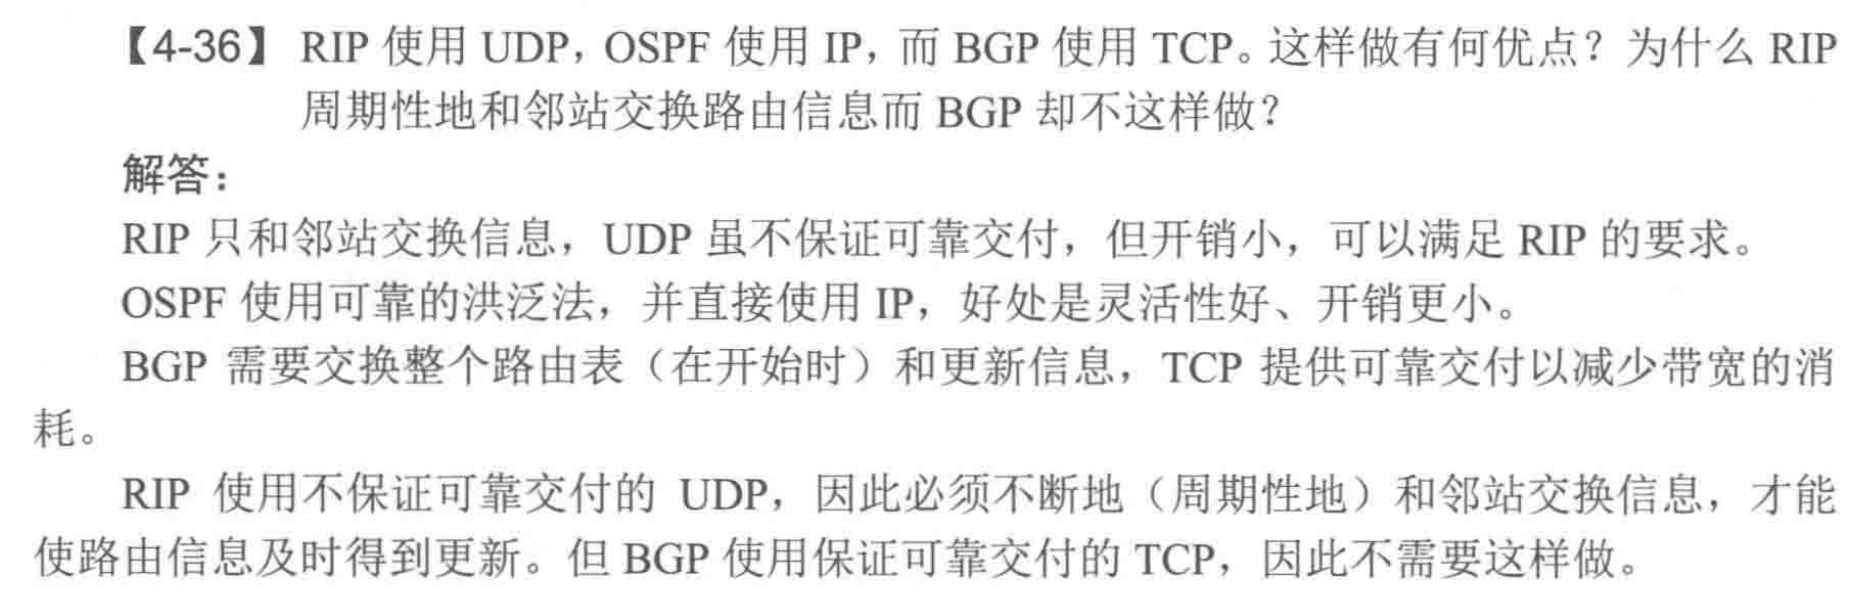 【4-36】 RIP 使用 UDP，OSPF 使用 IP，而 BGP 使用 TCP。这样做有何优点？为什么 RIP
周期性地和邻站交换路由信息而 BGP 却不这样做？
解答：
RIP 只和邻站交换信息，UDP 虽不保证可靠交付，但开销小，可以满足 RIP 的要求。
OSPF 使用可靠的洪泛法，并直接使用 IP，好处是灵活性好、开销更小。
BGP 需要交换整个路由表（在开始时）和更新信息，TCP 提供可靠交付以减少带宽的消
耗。
RIP 使用不保证可靠交付的 UDP，因此必须不断地（周期性地）和邻站交换信息，才能
使路由信息及时得到更新。但 BGP 使用保证可靠交付的 TCP，因此不需要这样做。